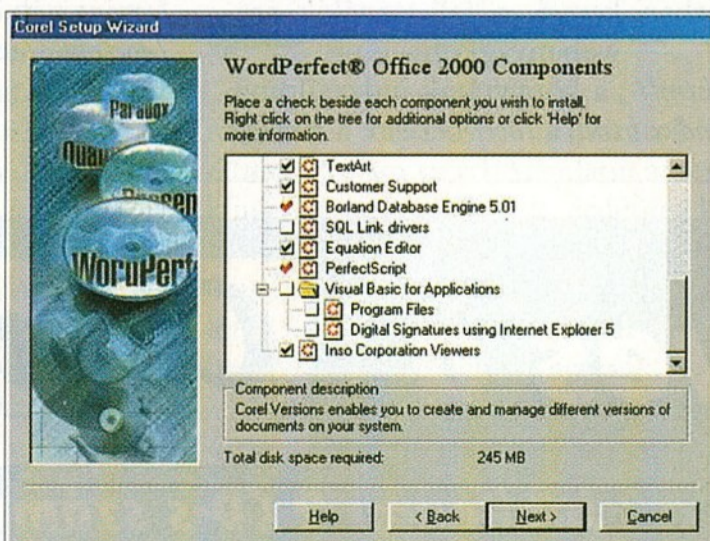 Corel Setup Wizard
Paradox
Quat
Presen
WordPerf
WordPerfect® Office 2000 Components
Place a check beside each component you wish to install.
Right click on the tree for additional options or click 'Help' for
more information.
TextArt
Customer Support
Borland Database Engine 5.01
SQL Link drivers
Equation Editor
PerfectScript
Visual Basic for Applications
Program Files
Digital Signatures using Internet Explorer 5
Inso Corporation Viewers
Component description
Corel Versions enables you to create and manage different versions of
documents on your system.
Total disk space required: 245 MB
Help
< Back
Next >
Cancel